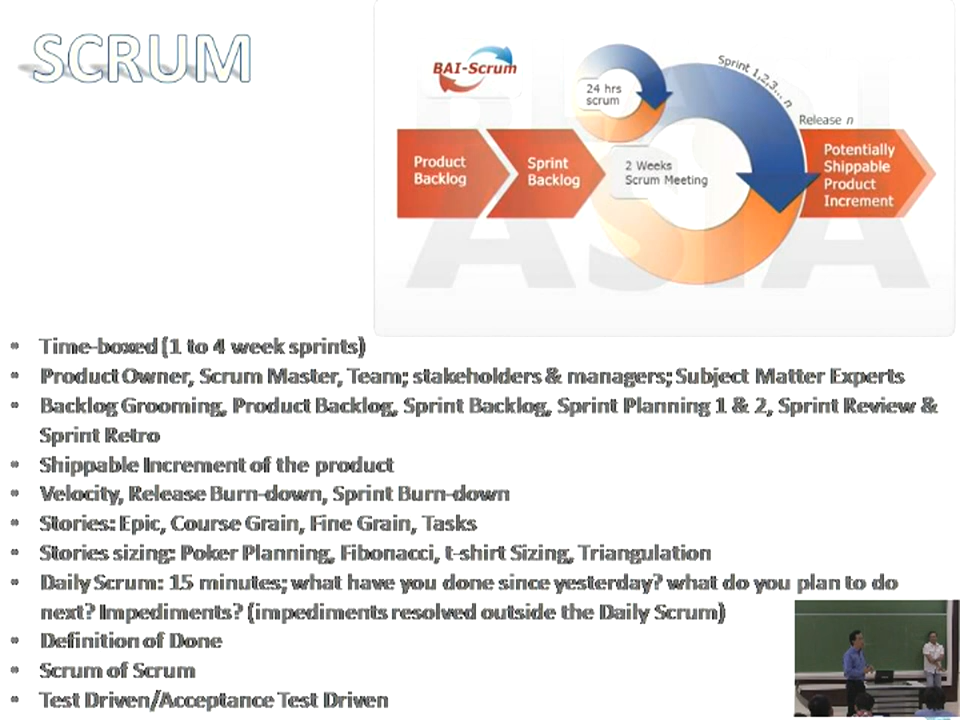 SCRUM
BAI-Scrum
Sprint 1,2,3... n
24 hrs
scrum
Release n
Product
Backlog
Sprint
Backlog
2 Weeks
Scrum Meeting
Potentially
Shippable
Product
Increment
ASIA
• Time-boxed (1 to 4 week sprints)
• Product Owner, Scrum Master, Team; stakeholders & managers; Subject Matter Experts
• Backlog Grooming, Product Backlog, Sprint Backlog, Sprint Planning 1 & 2, Sprint Review &
Sprint Retro
• Shippable Increment of the product
• Velocity, Release Burn-down, Sprint Burn-down
• Stories: Epic, Course Grain, Fine Grain, Tasks
• Stories sizing: Poker Planning, Fibonacci, t-shirt Sizing, Triangulation
• Daily Scrum: 15 minutes; what have you done since yesterday? what do you plan to do
next? Impediments? (impediments resolved outside the Daily Scrum)
• Definition of Done
• Scrum of Scrum
• Test Driven/Acceptance Test Driven